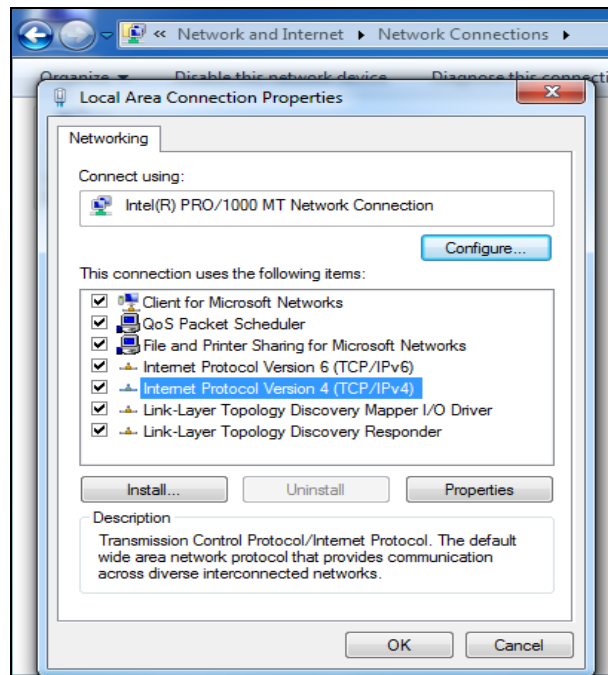 « Network and Internet ▸ Network Connections ▸
Organize Disable this network device Diagnose this connecti
Local Area Connection Properties
Networking
Connect using:
Intel(R) PRO/1000 MT Network Connection
Configure...
This connection uses the following items:
Client for Microsoft Networks
QoS Packet Scheduler
File and Printer Sharing for Microsoft Networks
Internet Protocol Version 6 (TCP/IPv6)
Internet Protocol Version 4 (TCP/IPv4)
Link-Layer Topology Discovery Mapper I/O Driver
Link-Layer Topology Discovery Responder
Install... Uninstall Properties
Description
Transmission Control Protocol/Internet Protocol. The default
wide area network protocol that provides communication
across diverse interconnected networks.
OK Cancel